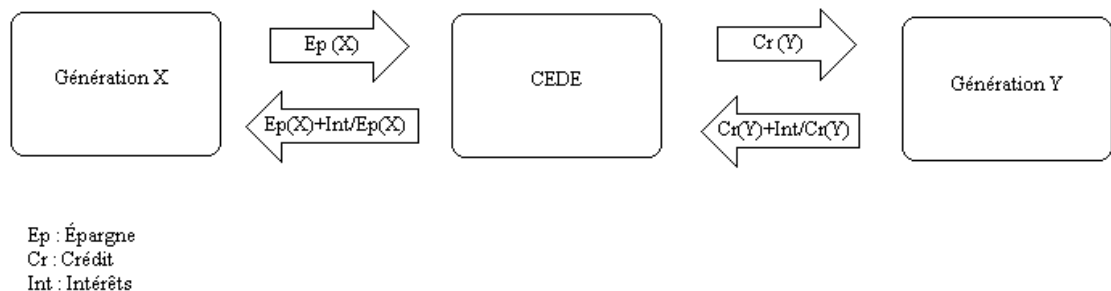 Ep (X)
Cr (Y)
Génération X
CEDE
Génération Y
Ep(X)+Int/Ep(X)
Cr(Y)+Int/Cr(Y)
Ep : Épargne
Cr : Crédit
Int : Intérêts